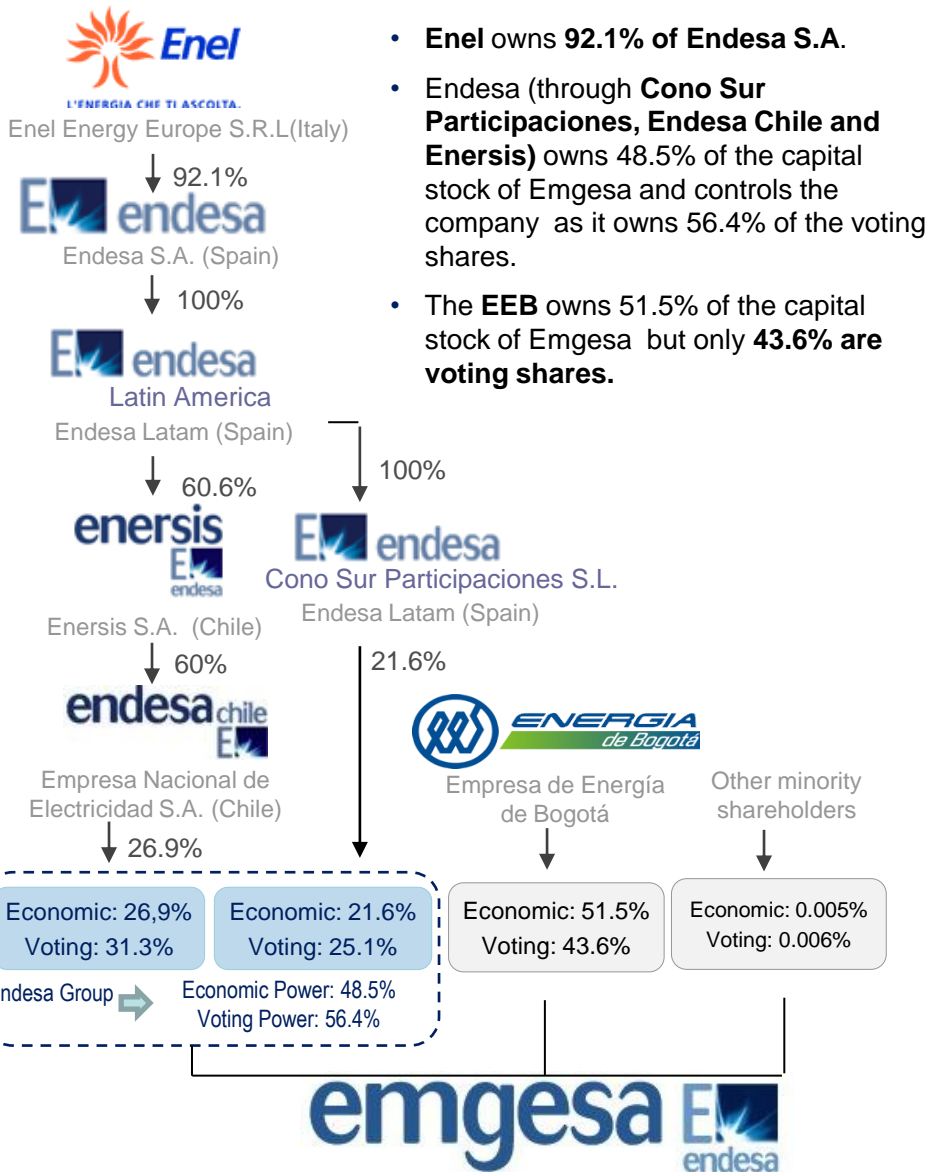 Enel
L'ENERGIA CHE TI ASCOLTA.
Enel Energy Europe S.R.L(Italy)
92.1%
endesa
Endesa S.A. (Spain)
100%
endesa
Latin America
Endesa Latam (Spain)
60.6%
enersis
endesa
Enersis S.A. (Chile)
60%
endesa chile
Empresa Nacional de
Electricidad S.A. (Chile)
26.9%
100%
endesa
Cono Sur Participaciones S.L.
Endesa Latam (Spain)
21.6%
• Enel owns 92.1% of Endesa S.A.
• Endesa (through Cono Sur
Participaciones, Endesa Chile and
Enersis) owns 48.5% of the capital
stock of Emgesa and controls the
company as it owns 56.4% of the voting
shares.
• The EEB owns 51.5% of the capital
stock of Emgesa but only 43.6% are
voting shares.
ENERGIA
de Bogotá
Empresa de Energía
de Bogotá
Other minority
shareholders
Economic: 26,9%
Voting: 31.3%
Economic: 21.6%
Voting: 25.1%
Economic: 51.5%
Voting: 43.6%
Economic: 0.005%
Voting: 0.006%
ndesa Group
Economic Power: 48.5%
Voting Power: 56.4%
emgesa
endesa